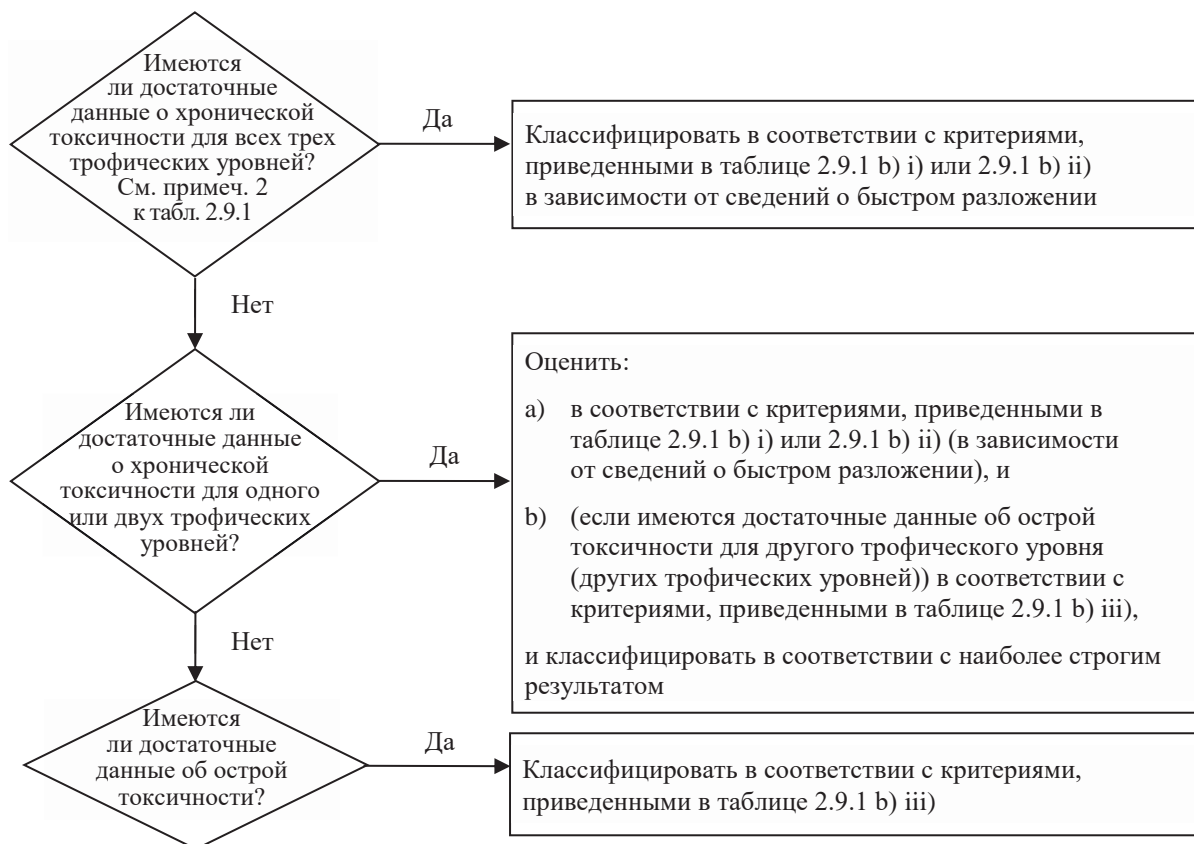 Имеются
ли достаточные
данные о хронической
токсичности для всех трех
трофических уровней?
См. примеч. 2
к табл. 2.9.1
Да
Классифицировать в соответствии с критериями,
приведенными в таблице 2.9.1 b) i) или 2.9.1 b) ii)
в зависимости от сведений о быстром разложении
Нет
Имеются ли
достаточные данные
о хронической
токсичности для одного
или двух трофических
уровней?
Да
Оценить:
a) в соответствии с критериями, приведенными в
таблице 2.9.1 b) i) или 2.9.1 b) ii) (в зависимости
от сведений о быстром разложении), и
b) (если имеются достаточные данные об острой
токсичности для другого трофического уровня
(других трофических уровней)) в соответствии с
критериями, приведенными в таблице 2.9.1 b) iii),
и классифицировать в соответствии с наиболее строгим
результатом
Нет
Имеются
ли достаточные
данные об острой
токсичности?
Да
Классифицировать в соответствии с критериями,
приведенными в таблице 2.9.1 b) iii)